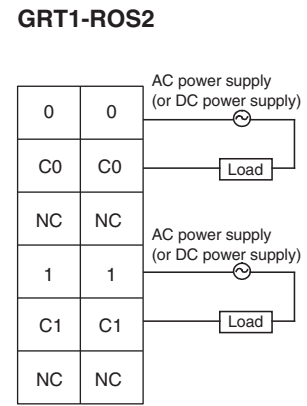 GRT1-ROS2
AC power supply
(or DC power supply)
0 0
C0 C0
Load
NC NC
AC power supply
(or DC power supply)
1 1
C1 C1
Load
NC NC